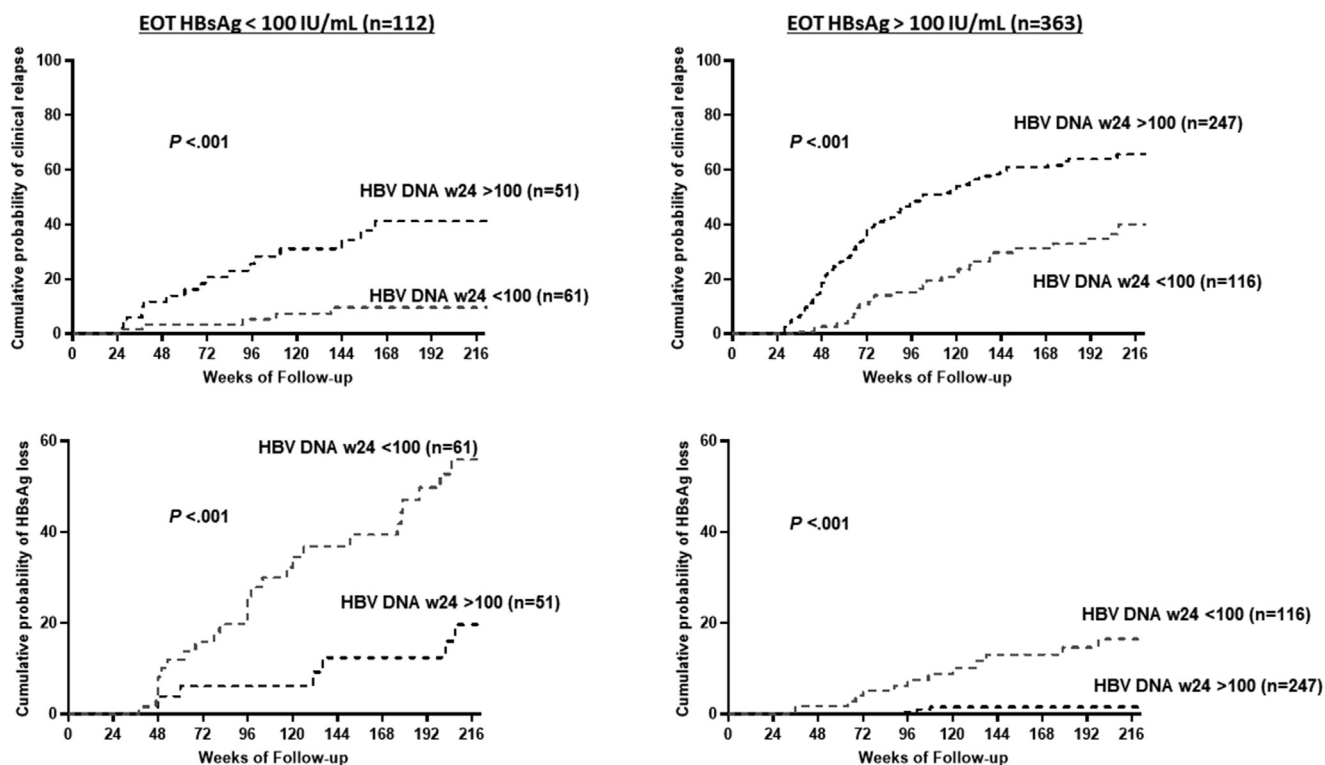 EOT HBsAg < 100 IU/mL (n=112)
EOT HBsAg > 100 IU/mL (n=363)
Cumulative probability of clinical relapse
100
80
60
40
20
0
P <.001
HBV DNA w24 >100 (n=51)
HBV DNA w24 <100 (n=61)
0 24 48 72 96 120 144 168 192 216
Weeks of Follow-up
Cumulative probability of clinical relapse
100
80
60
40
20
0
P <.001
HBV DNA w24 >100 (n=247)
HBV DNA w24 <100 (n=116)
0 24 48 72 96 120 144 168 192 216
Weeks of Follow-up
Cumulative probability of HBsAg loss
60
40
20
0
HBV DNA w24 <100 (n=61)
P <.001
HBV DNA w24 >100 (n=51)
0 24 48 72 96 120 144 168 192 216
Weeks of Follow-up
Cumulative probability of HBsAg loss
60
40
20
0
P <.001
HBV DNA w24 <100 (n=116)
HBV DNA w24 >100 (n=247)
0 24 48 72 96 120 144 168 192 216
Weeks of Follow-up